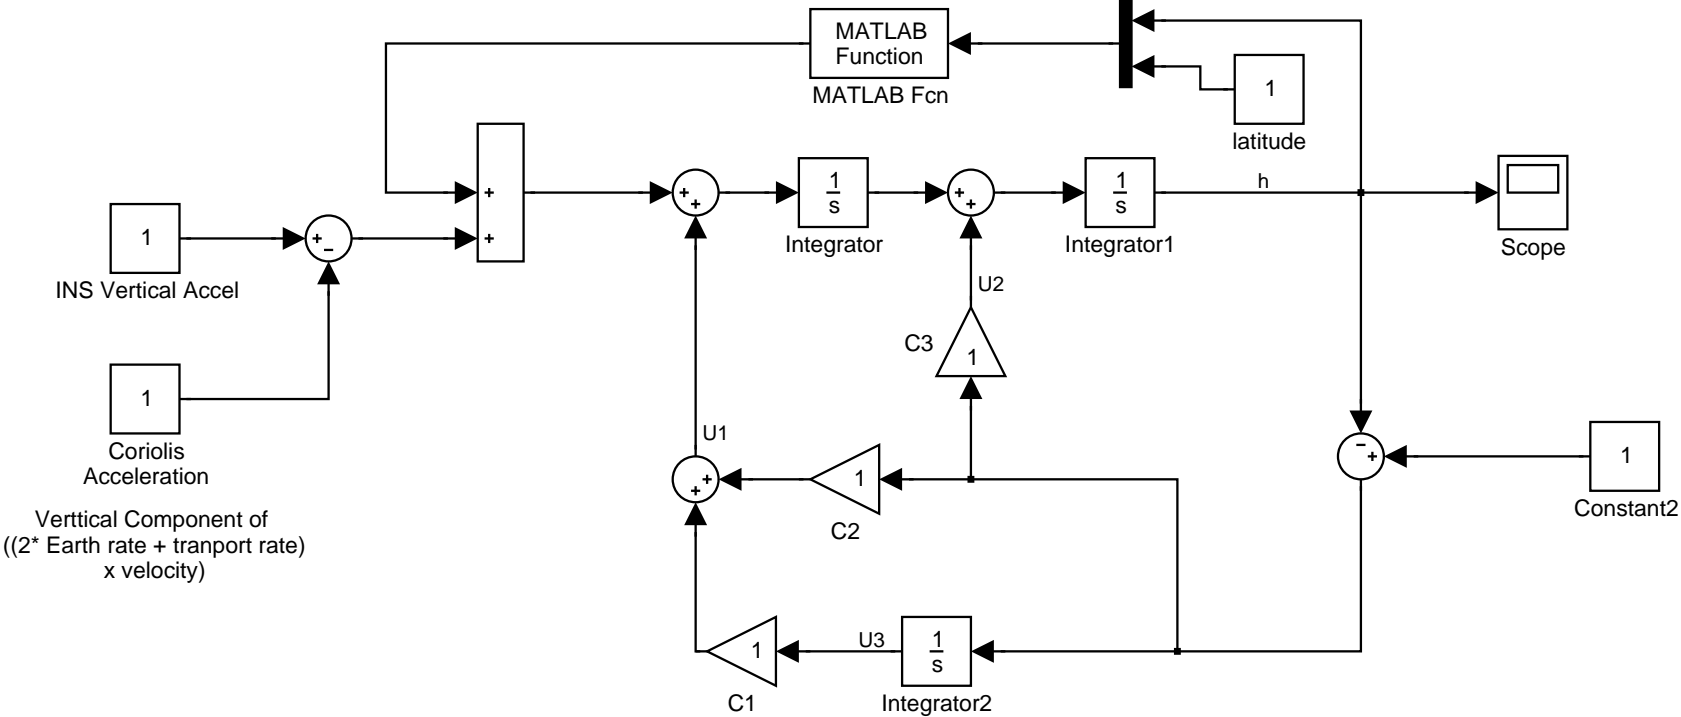 MATLAB
Function
MATLAB Fcn
1
latitude
+
+
+
+
1
s
Integrator
+
+
1
s
Integrator1
h
Scope
1
INS Vertical Accel
+
−
U2
C3
1
1
Coriolis
Acceleration
Verttical Component of
((2* Earth rate + tranport rate)
x velocity)
U1
+
+
1
C2
−
+
1
Constant2
1
C1
U3
1
s
Integrator2